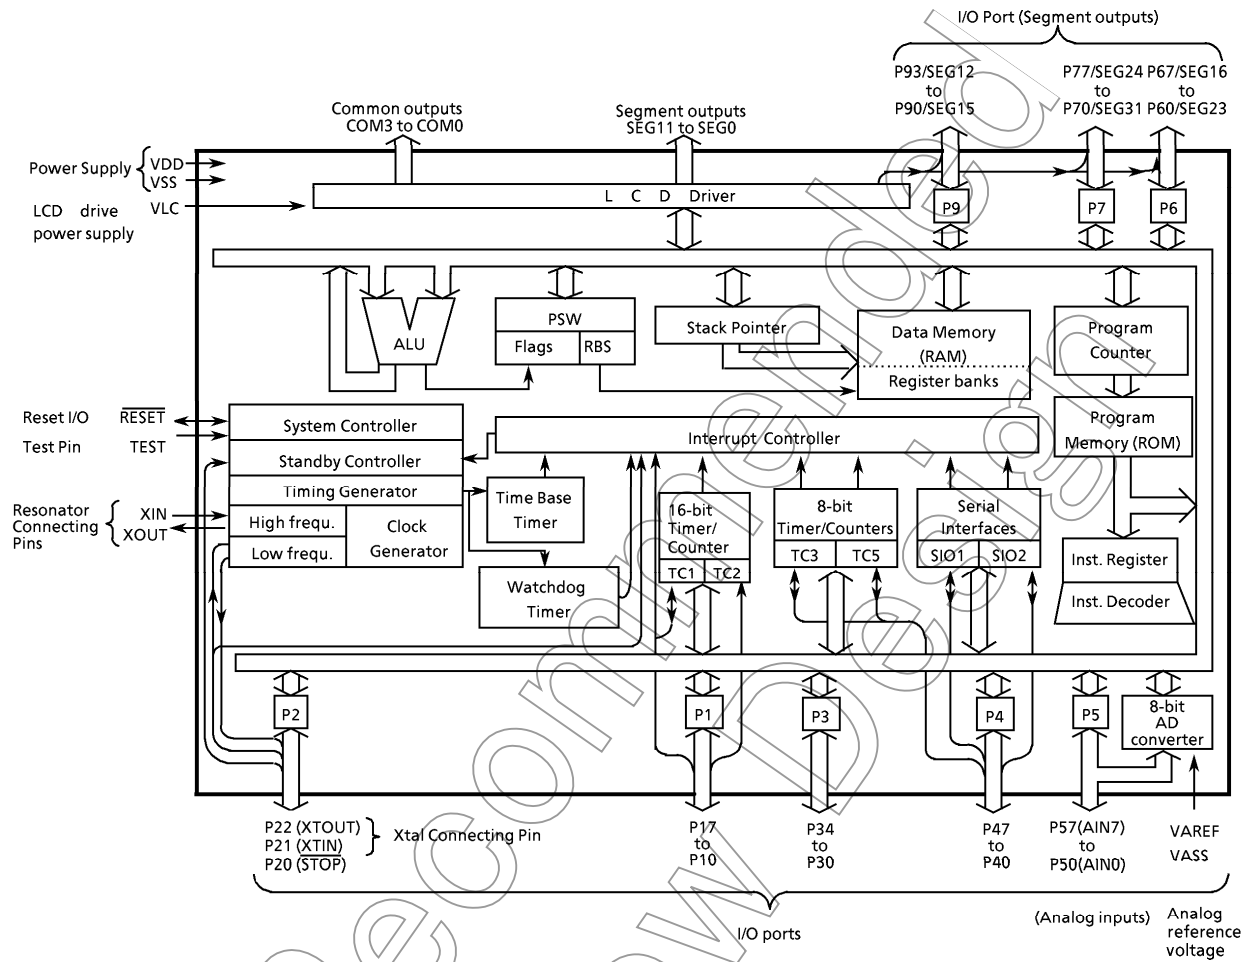 I/O Port (Segment outputs)
P93/SEG12
to
P90/SEG15
P77/SEG24
to
P70/SEG31
P67/SEG16
to
P60/SEG23
Common outputs
COM3 to COM0
Segment outputs
SEG11 to SEG0
Power Supply
VDD
VSS
LCD drive
power supply
VLC
L C D Driver
P9
P7
P6
ALU
PSW
Flags
RBS
Stack Pointer
Data Memory
(RAM)
Register banks
Program
Counter
Reset I/O
RESET
Test Pin
TEST
System Controller
Standby Controller
Timing Generator
High frequ.
Low frequ.
Clock
Generator
Interrupt Controller
Program
Memory (ROM)
Resonator
Connecting
Pins
XIN
XOUT
Time Base
Timer
Watchdog
Timer
16-bit
Timer/
Counter
TC1
TC2
8-bit
Timer/Counters
TC3
TC5
Serial
Interfaces
SIO1
SIO2
Inst. Register
Inst. Decoder
P2
P1
P3
P4
P5
8-bit
AD
converter
P22 (XTOUT)
P21 (XTIN)
P20 (STOP)
Xtal Connecting Pin
P17
to
P10
P34
to
P30
P47
to
P40
P57(AIN7)
to
P50(AIN0)
VAREF
VASS
I/O ports
(Analog inputs)
Analog
reference
voltage
Recommended
Design